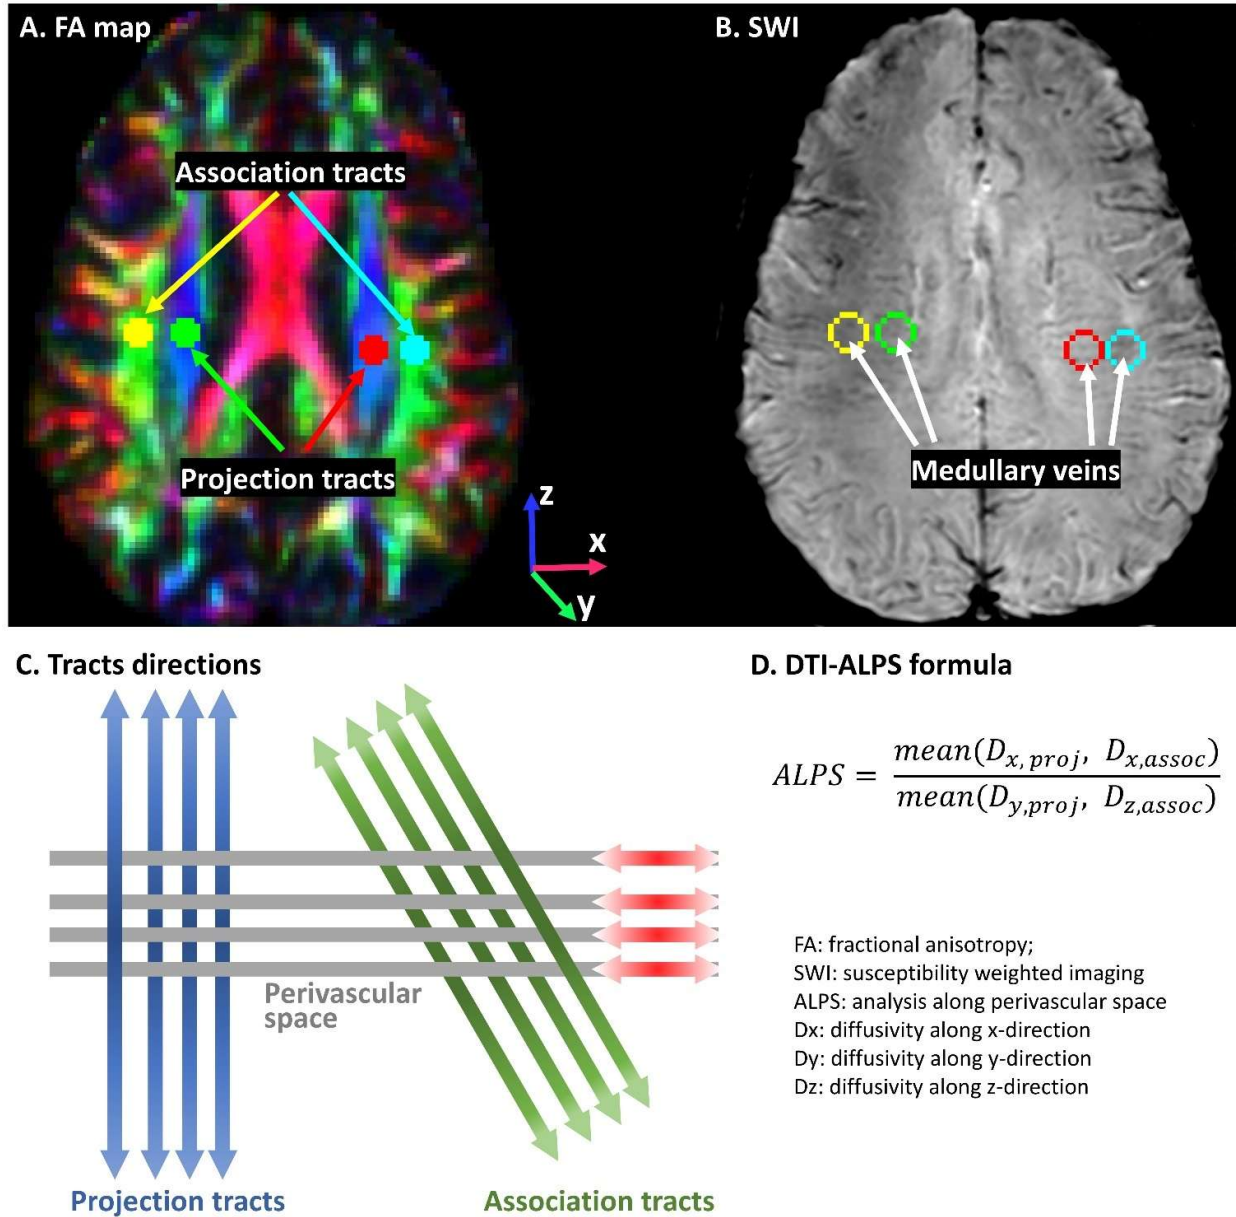 A. FA map
B. SWI
Association tracts
Projection tracts
z
x
y
Medullary veins
C. Tracts directions
Perivascular
space
Projection tracts
Association tracts
D. DTI-ALPS formula
ALPS = mean(Dx, proj, Dx,assoc) / mean(Dy,proj, Dz,assoc)
FA: fractional anisotropy;
SWI: susceptibility weighted imaging
ALPS: analysis along perivascular space
Dx: diffusivity along x-direction
Dy: diffusivity along y-direction
Dz: diffusivity along z-direction